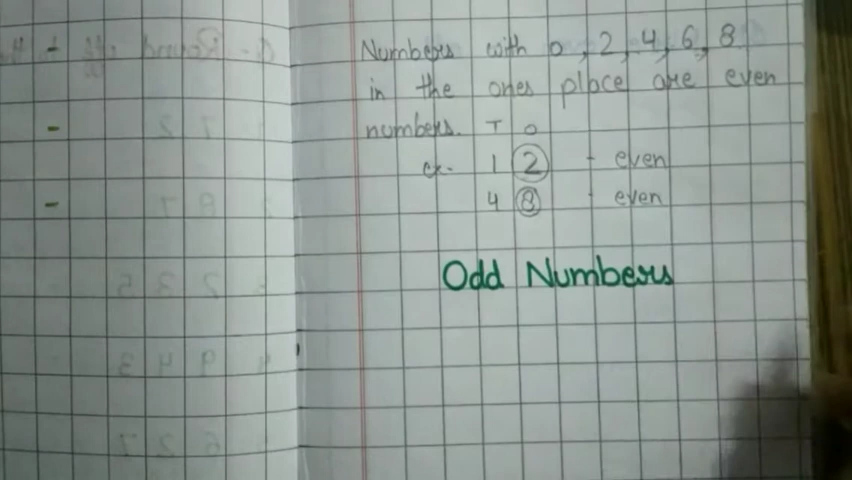 Numbers with 0, 2, 4, 6, 8
in the ones place are even
numbers. T O
ex- 1 2 - even
4 8 - even
Odd Numbers